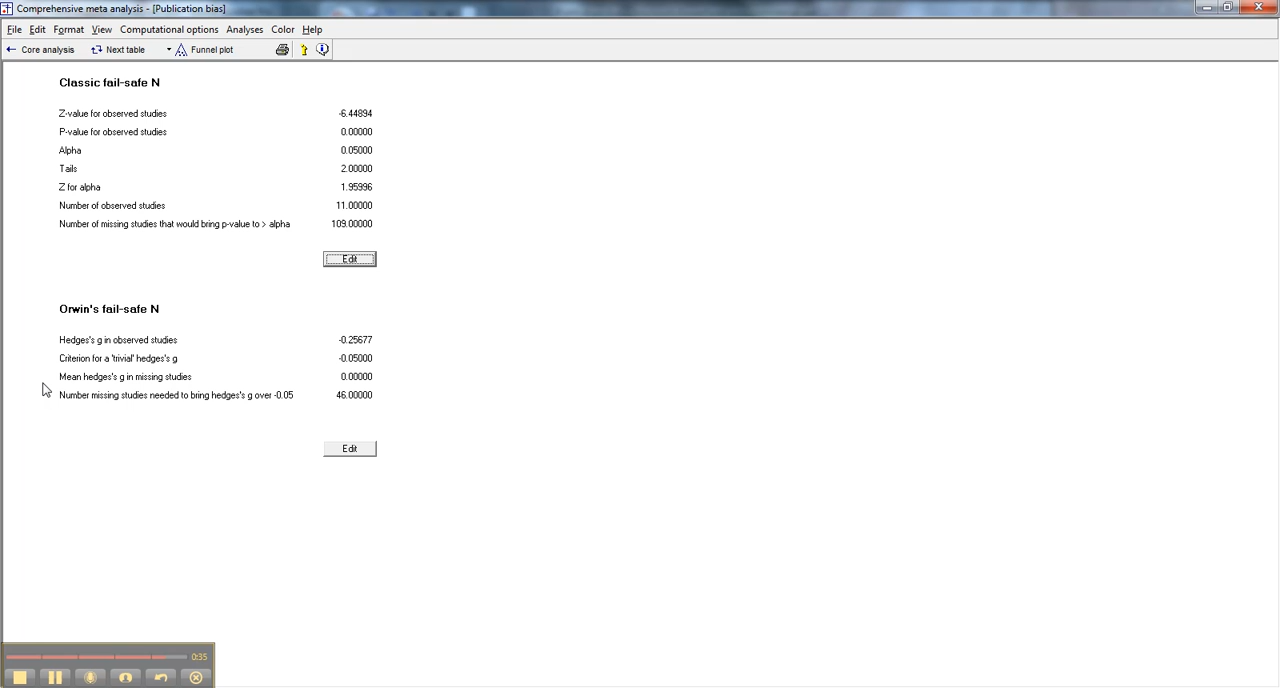 Comprehensive meta analysis - [Publication bias]
File Edit Format View Computational options Analyses Color Help
Core analysis Next table Funnel plot
Classic fail-safe N
Z-value for observed studies -6.44894
P-value for observed studies 0.00000
Alpha 0.05000
Tails 2.00000
Z for alpha 1.95996
Number of observed studies 11.00000
Number of missing studies that would bring p-value to > alpha 109.00000
Edit
Orwin's fail-safe N
Hedges's g in observed studies -0.25677
Criterion for a 'trivial' hedges's g -0.05000
Mean hedges's g in missing studies 0.00000
Number missing studies needed to bring hedges's g over -0.05 46.00000
Edit
0:35